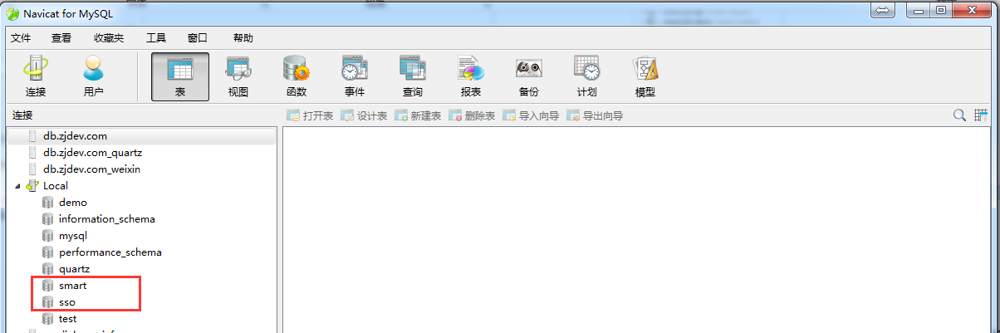 Navicat for MySQL
文件 查看 收藏夹 工具 窗口 帮助
连接 用户 表 视图 函数 事件 查询 报表 备份 计划 模型
连接 打开表 设计表 新建表 删除表 导入向导 导出向导
db.zjdev.com
db.zjdev.com_quartz
db.zjdev.com_weixin
Local
demo
information_schema
mysql
performance_schema
quartz
smart
sso
test